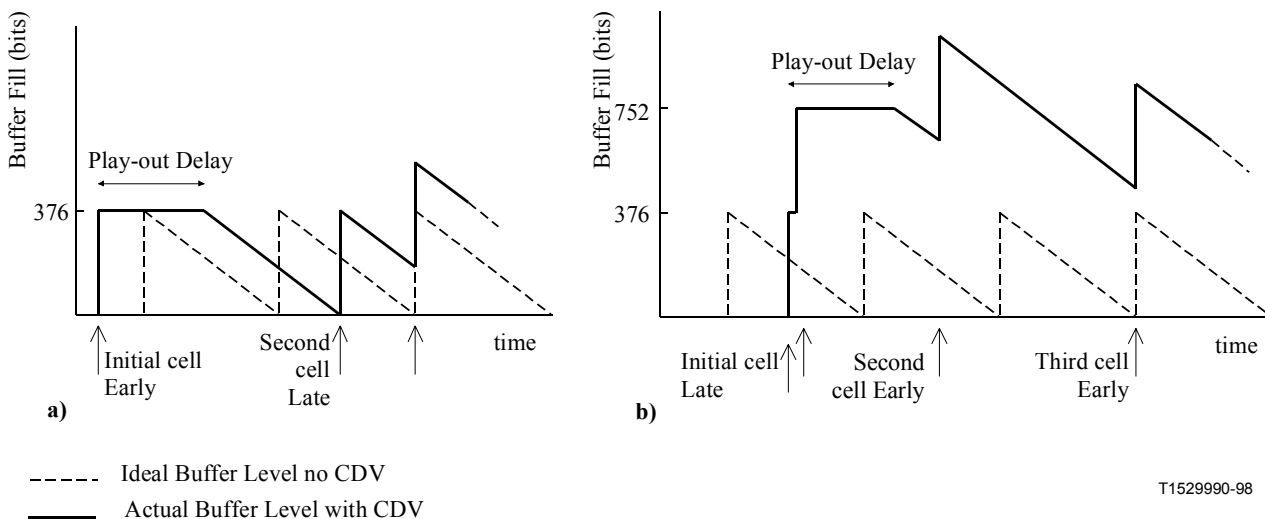 Buffer Fill (bits)
Play-out Delay
376
Initial cell
Early
Second
cell
Late
time
a)
Buffer Fill (bits)
Play-out Delay
752
376
Initial cell
Late
Second
cell Early
Third cell
Early
time
b)
Ideal Buffer Level no CDV
Actual Buffer Level with CDV
T1529990-98